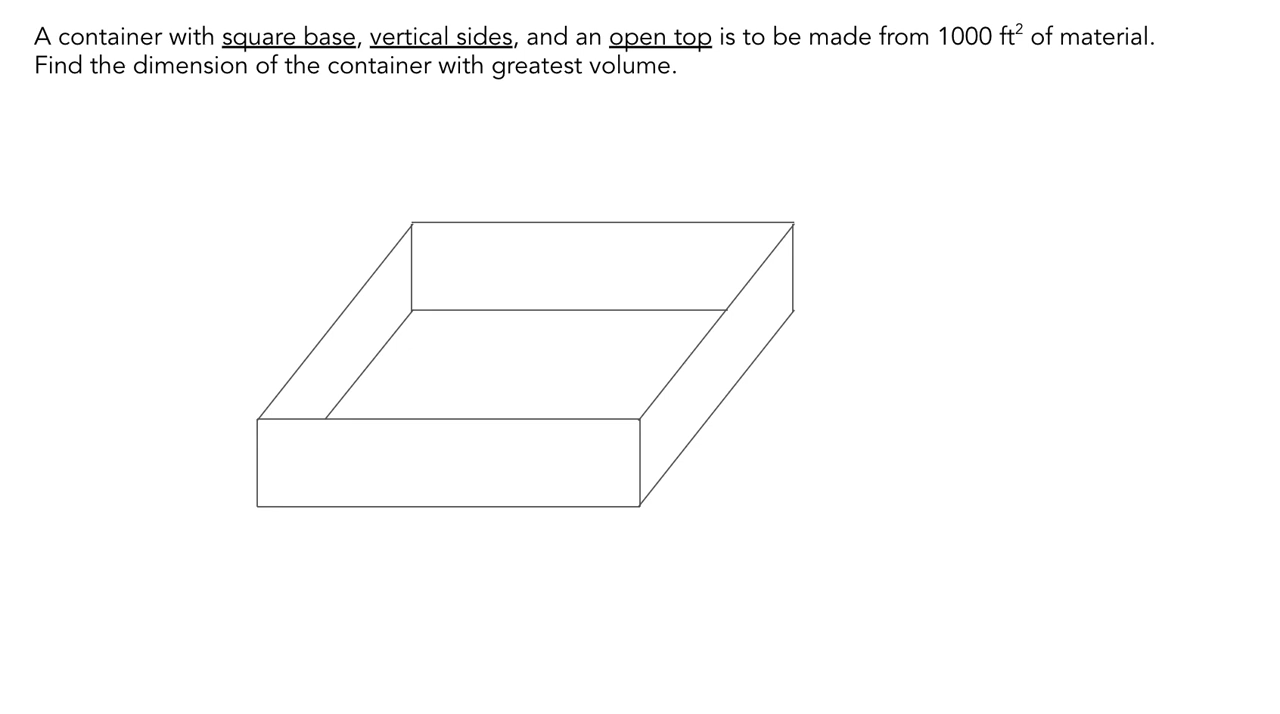 A container with square base, vertical sides, and an open top is to be made from 1000 ft² of material.
Find the dimension of the container with greatest volume.